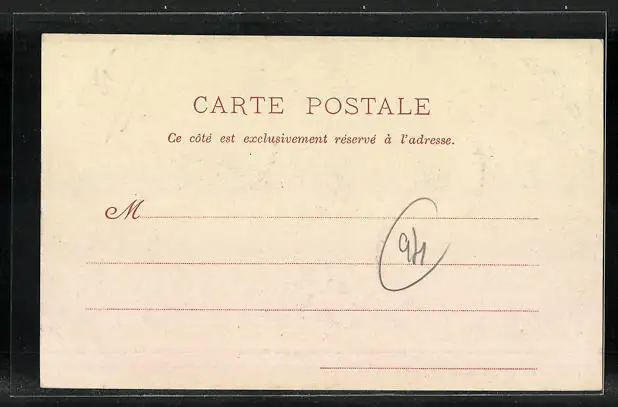 CARTE POSTALE
Ce côté est exclusivement réservé à l'adresse.
M
94